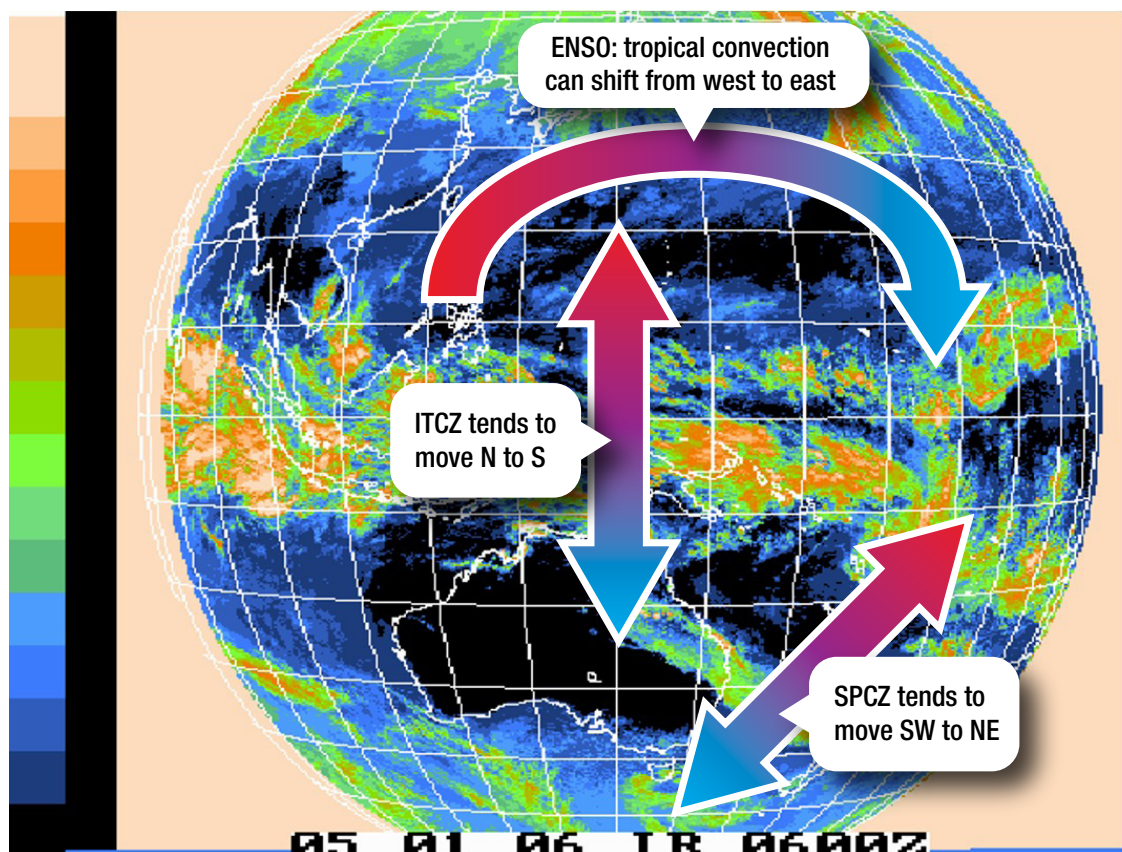 ENSO: tropical convection
can shift from west to east
ITCZ tends to
move N to S
SPCZ tends to
move SW to NE
05 01 06 IR 0600Z